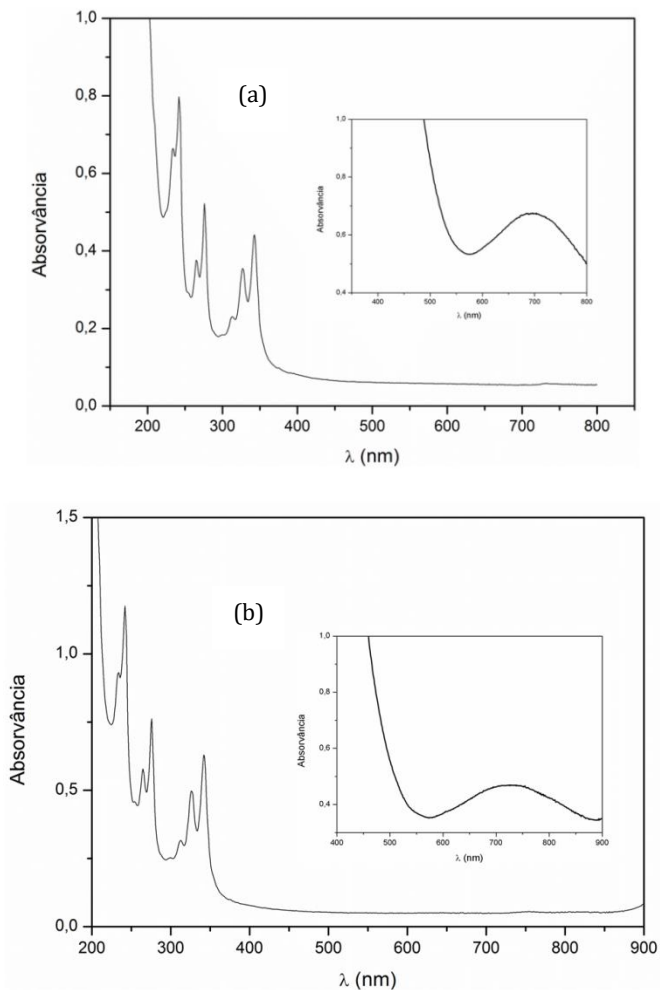 (a)
Absorvância
1,0
0,8
0,6
0,4
0,2
0,0
200 300 400 500 600 700 800
λ (nm)
Absorvância
1,0
0,8
0,6
0,4
400 500 600 700 800
λ (nm)
(b)
Absorvância
1,5
1,0
0,5
0,0
200 300 400 500 600 700 800 900
λ (nm)
Absorvância
1,0
0,8
0,6
0,4
400 500 600 700 800 900
λ (nm)